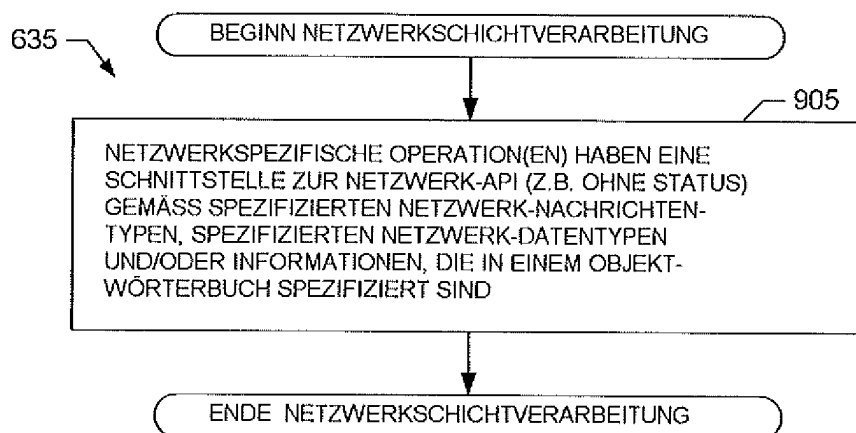 BEGINN NETZWERKSCHICHTVERARBEITUNG
635
905
NETZWERKSPEZIFISCHE OPERATION(EN) HABEN EINE
SCHNITTSTELLE ZUR NETZWERK-API (Z.B. OHNE STATUS)
GEMÄSS SPEZIFIZIERTEN NETZWERK-NACHRICHTEN-
TYPEN, SPEZIFIZIERTEN NETZWERK-DATENTYPEN
UND/ODER INFORMATIONEN, DIE IN EINEM OBJEKT-
WÖRTERBUCH SPEZIFIZIERT SIND
ENDE NETZWERKSCHICHTVERARBEITUNG